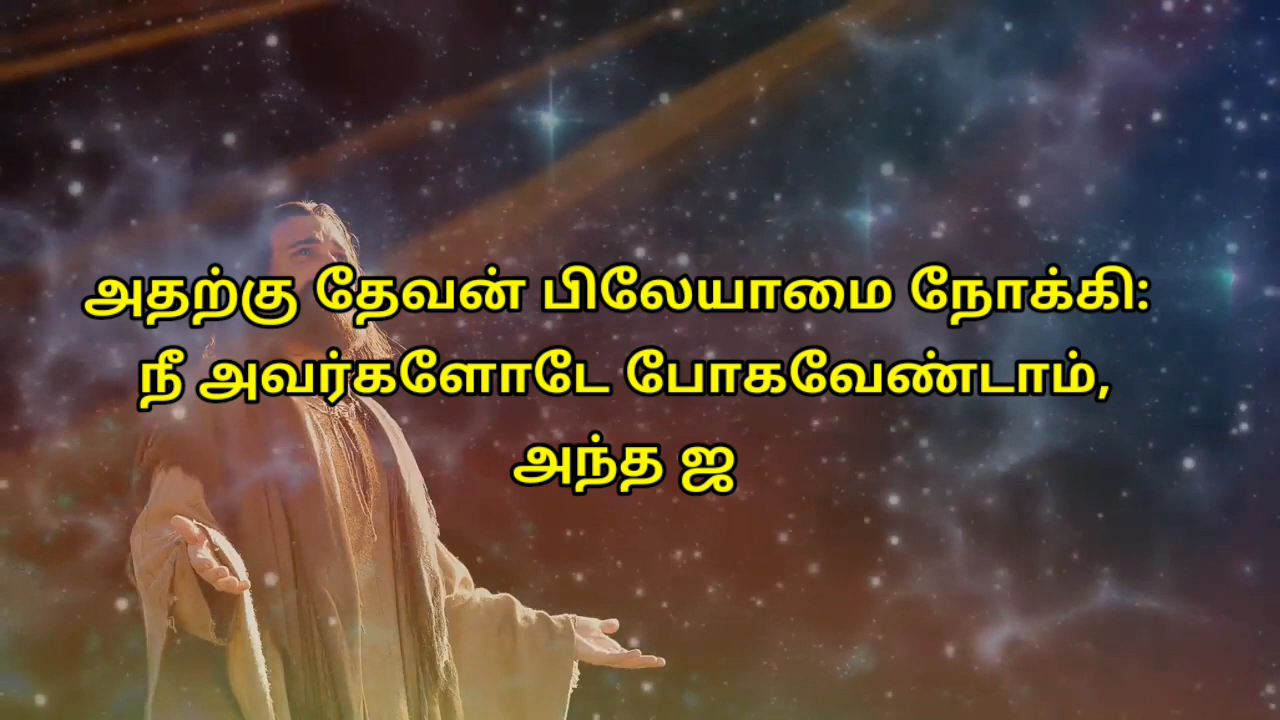 அதற்கு தேவன் பிலேயாமை நோக்கி:
நீ அவர்களோடே போகவேண்டாம்,
அந்த ஜ